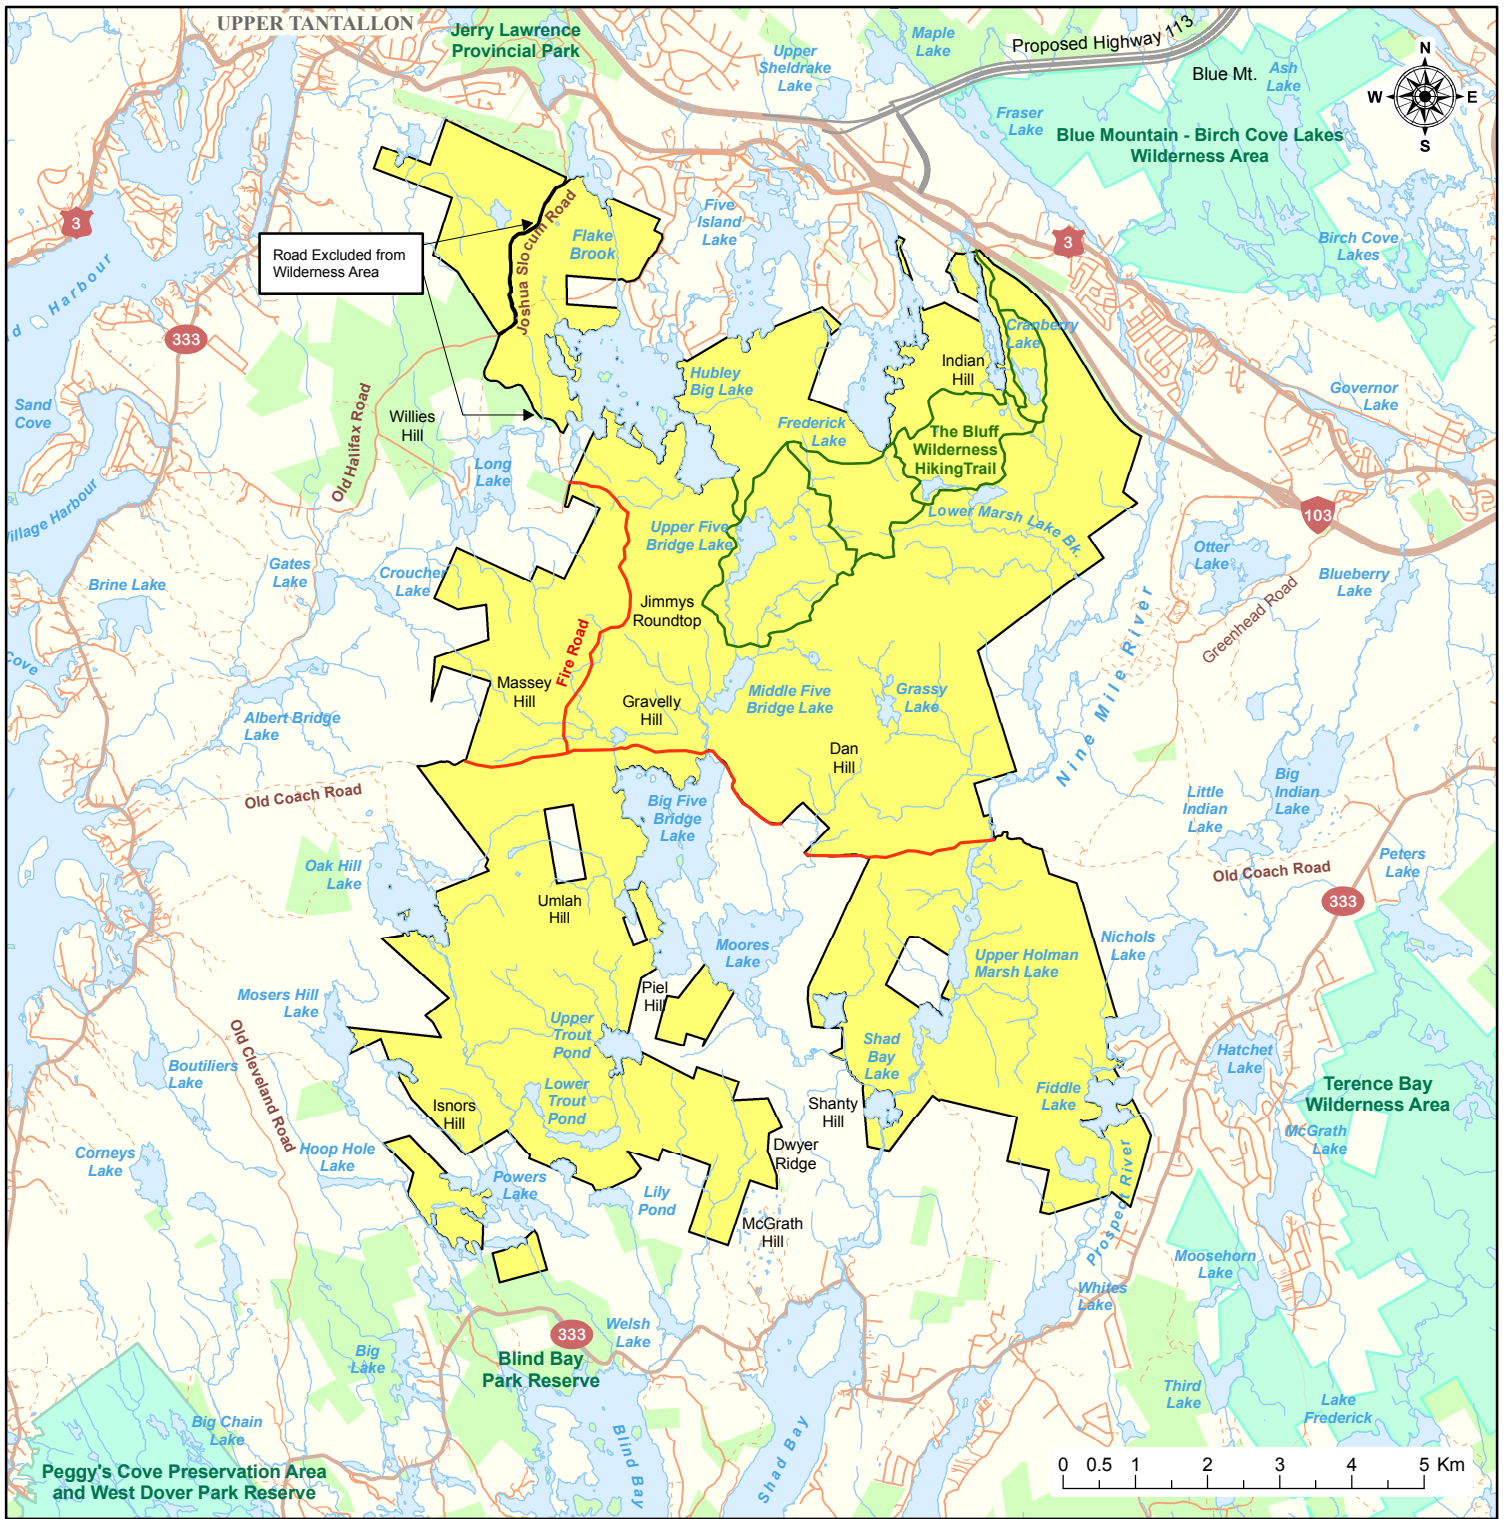 UPPER TANTALLON
Jerry Lawrence
Provincial Park
Upper
Sheldrake
Lake
Maple
Lake
Proposed Highway 113
Blue Mt.
Ash
Lake
N
W
E
S
Fraser
Lake
Blue Mountain - Birch Cove Lakes
Wilderness Area
3
Road Excluded from
Wilderness Area
Joshua Slocum Road
Flake
Brook
Five
Island
Lake
3
Birch Cove
Lakes
Harbour
333
Cranberry
Lake
Indian
Hill
Hubley
Big Lake
Governor
Lake
Sand
Cove
Willies
Hill
Old Halifax Road
Frederick
Lake
The Bluff
Wilderness
HikingTrail
Long
Lake
Village Harbour
Upper Five
Bridge Lake
Lower Marsh Lake Bk.
103
Otter
Lake
Blueberry
Lake
Brine Lake
Gates
Lake
Croucher
Lake
Jimmys
Roundtop
Nine Mile River
Greenhead Road
Cove
Fire Road
Massey
Hill
Gravelly
Hill
Middle Five
Bridge Lake
Grassy
Lake
Albert Bridge
Lake
Dan
Hill
Old Coach Road
Big Five
Bridge
Lake
Little
Indian
Lake
Big
Indian
Lake
Oak Hill
Lake
Old Coach Road
Peters
Lake
333
Umlah
Hill
Moores
Lake
Upper Holman
Marsh Lake
Nichols
Lake
Mosers Hill
Lake
Piel
Hill
Upper
Trout
Pond
Shad
Bay
Lake
Hatchet
Lake
Boutiliers
Lake
Old Cleveland Road
Lower
Trout
Pond
Isnors
Hill
Shanty
Hill
Fiddle
Lake
Terence Bay
Wilderness Area
McGrath
Lake
Corneys
Lake
Hoop Hole
Lake
Powers
Lake
Dwyer
Ridge
Lily
Pond
McGrath
Hill
Prospect River
Moosehorn
Lake
Whites
Lake
333
Welsh
Lake
Big
Lake
Blind Bay
Park Reserve
Third
Lake
Lake
Frederick
Big Chain
Lake
Blind Bay
Shad Bay
Peggy's Cove Preservation Area
and West Dover Park Reserve
0 0.5 1 2 3 4 5 Km